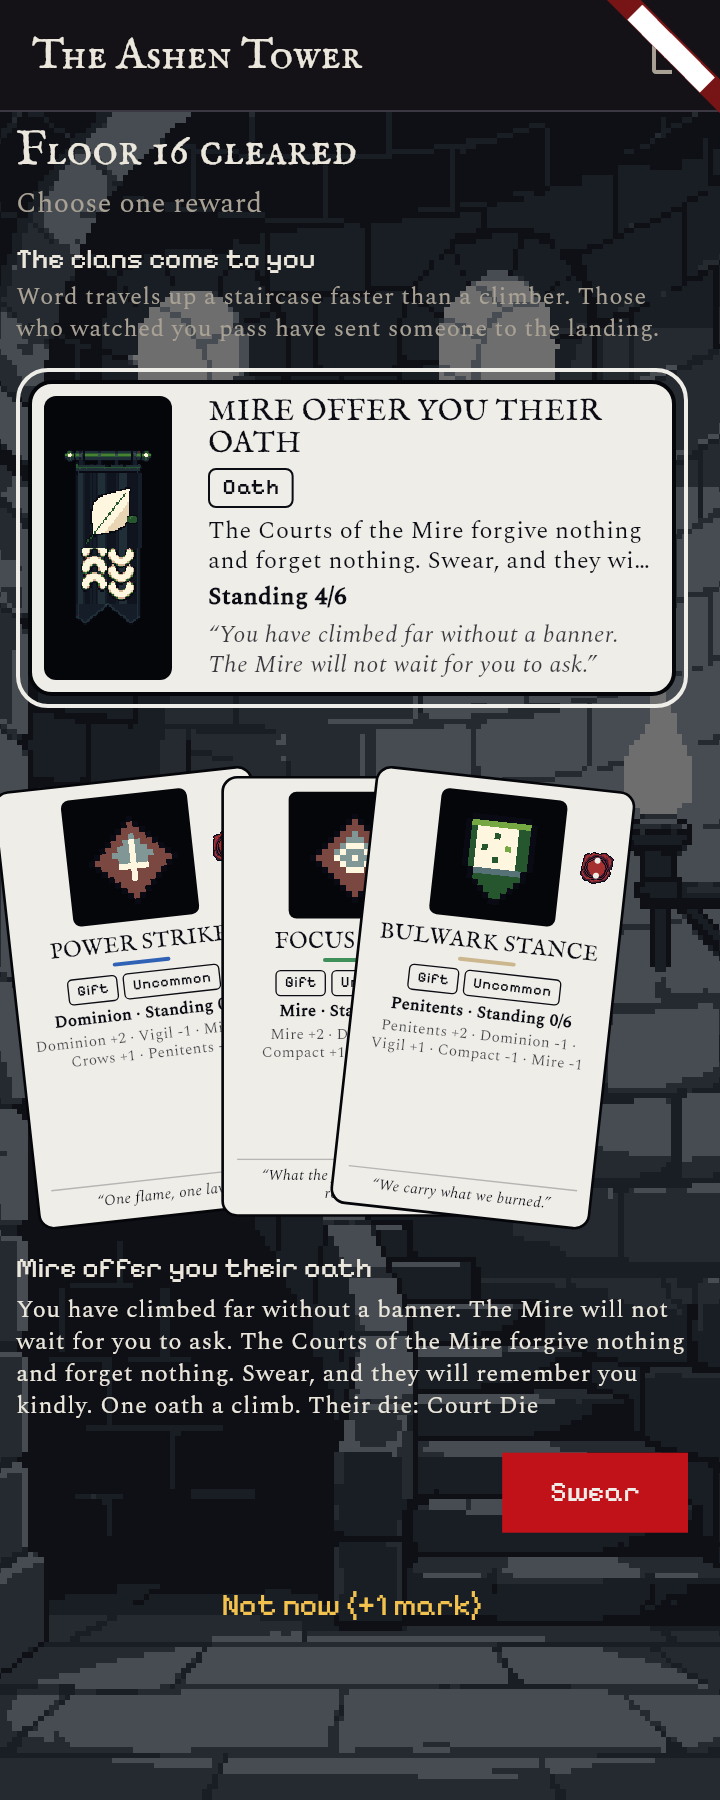 The Ashen Tower
Floor 16 cleared
Choose one reward
The clans come to you
Word travels up a staircase faster than a climber. Those
who watched you pass have sent someone to the landing.
MIRE OFFER YOU THEIR
OATH
Oath
The Courts of the Mire forgive nothing
and forget nothing. Swear, and they wi…
Standing 4/6
“You have climbed far without a banner.
The Mire will not wait for you to ask.”
POWER STRIKE
Gift Uncommon
Dominion · Standing
Dominion +2 · Vigil -1 ·
Crows +1 · Penitents -
“One flame, one
FOCUS
Gift
Mire ·
Mire +2 ·
Compact +1
“What the
BULWARK STANCE
Gift Uncommon
Penitents · Standing 0/6
Penitents +2 · Dominion -1 ·
Vigil +1 · Compact -1 · Mire -1
“We carry what we burned.”
Mire offer you their oath
You have climbed far without a banner. The Mire will not
wait for you to ask. The Courts of the Mire forgive nothing
and forget nothing. Swear, and they will remember you
kindly. One oath a climb. Their die: Court Die
Swear
Not now (+1 mark)